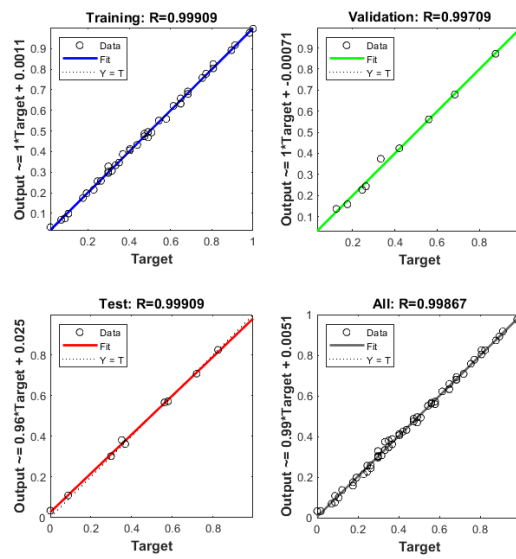 Training: R=0.99909
Output ~= 1*Target + 0.0011
0.9
0.8
0.7
0.6
0.5
0.4
0.3
0.2
0.1
Data
Fit
Y = T
0.2 0.4 0.6 0.8 1
Target
Validation: R=0.99709
Output ~= 1*Target + -0.00071
0.9
0.8
0.7
0.6
0.5
0.4
0.3
0.2
0.1
Data
Fit
Y = T
0.2 0.4 0.6 0.8
Target
Test: R=0.99909
Output ~= 0.96*Target + 0.025
0.8
0.6
0.4
0.2
0
Data
Fit
Y = T
0 0.2 0.4 0.6 0.8
Target
All: R=0.99867
Output ~= 0.99*Target + 0.0051
1
0.8
0.6
0.4
0.2
0
Data
Fit
Y = T
0 0.2 0.4 0.6 0.8 1
Target